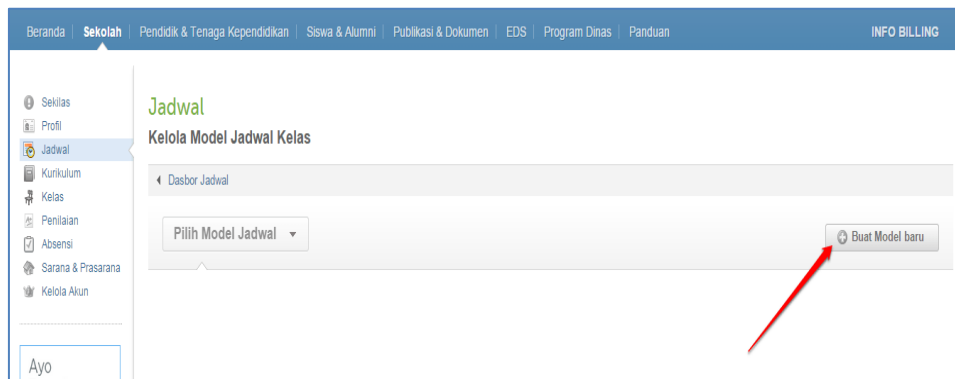 Beranda Sekolah Pendidik & Tenaga Kependidikan Siswa & Alumni Publikasi & Dokumen EDS Program Dinas Panduan INFO BILLING
Sekilas
Profil
Jadwal
Kurikulum
Kelas
Penilaian
Absensi
Sarana & Prasarana
Kelola Akun
Ayo
Jadwal
Kelola Model Jadwal Kelas
Dasbor Jadwal
Pilih Model Jadwal
Buat Model baru